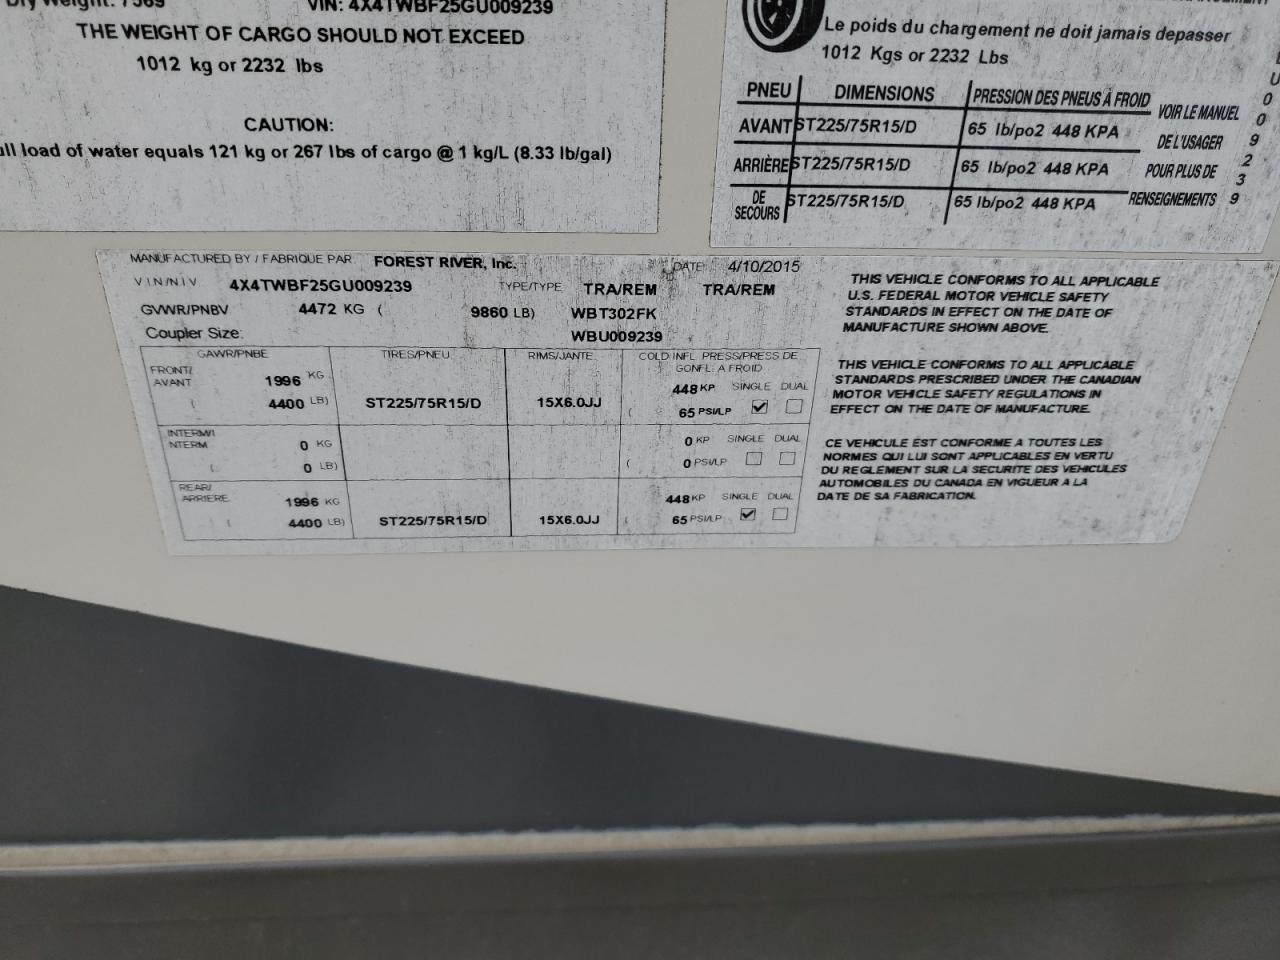 Dry Weight: 7569
VIN: 4X4TWBF25GU009239
THE WEIGHT OF CARGO SHOULD NOT EXCEED
1012 kg or 2232 lbs
CAUTION:
load of water equals 121 kg or 267 lbs of cargo @ 1 kg/L (8.33 lb/gal)
Le poids du chargement ne doit jamais depasser
1012 Kgs or 2232 Lbs
PNEU DIMENSIONS PRESSION DES PNEUS À FROID
AVANT ST225/75R15/D 65 lb/po2 448 KPA
ARRIÈRE ST225/75R15/D 65 lb/po2 448 KPA
DE SECOURS ST225/75R15/D 65 lb/po2 448 KPA
VOIR LE MANUEL
DE L'USAGER
POUR PLUS DE
RENSEIGNEMENTS
U
0
0
9
2
3
9
MANUFACTURED BY / FABRIQUE PAR FOREST RIVER, Inc. DATE: 4/10/2015
V I N / N I V 4X4TWBF25GU009239 TYPE/TYPE TRA/REM TRA/REM
GVWR/PNBV 4472 KG ( 9860 LB) WBT302FK
Coupler Size: WBU009239
GAWR/PNBE TIRES/PNEU RIMS/JANTE COLD INFL. PRESS/PRESS DE
GONFL. A FROID
FRONT/
AVANT 1996 KG 448 KP SINGLE DUAL
( 4400 LB) ST225/75R15/D 15X6.0JJ ( 65 PSI/LP
INTERM/
INTERM 0 KG 0 KP SINGLE DUAL
( 0 LB) ( 0 PSI/LP
REAR/
ARRIERE 1996 KG 448 KP SINGLE DUAL
( 4400 LB) ST225/75R15/D 15X6.0JJ ( 65 PSI/LP
THIS VEHICLE CONFORMS TO ALL APPLICABLE
U.S. FEDERAL MOTOR VEHICLE SAFETY
STANDARDS IN EFFECT ON THE DATE OF
MANUFACTURE SHOWN ABOVE.
THIS VEHICLE CONFORMS TO ALL APPLICABLE
STANDARDS PRESCRIBED UNDER THE CANADIAN
MOTOR VEHICLE SAFETY REGULATIONS IN
EFFECT ON THE DATE OF MANUFACTURE.
CE VEHICULE EST CONFORME A TOUTES LES
NORMES QUI LUI SONT APPLICABLES EN VERTU
DU REGLEMENT SUR LA SECURITE DES VEHICULES
AUTOMOBILES DU CANADA EN VIGUEUR A LA
DATE DE SA FABRICATION.